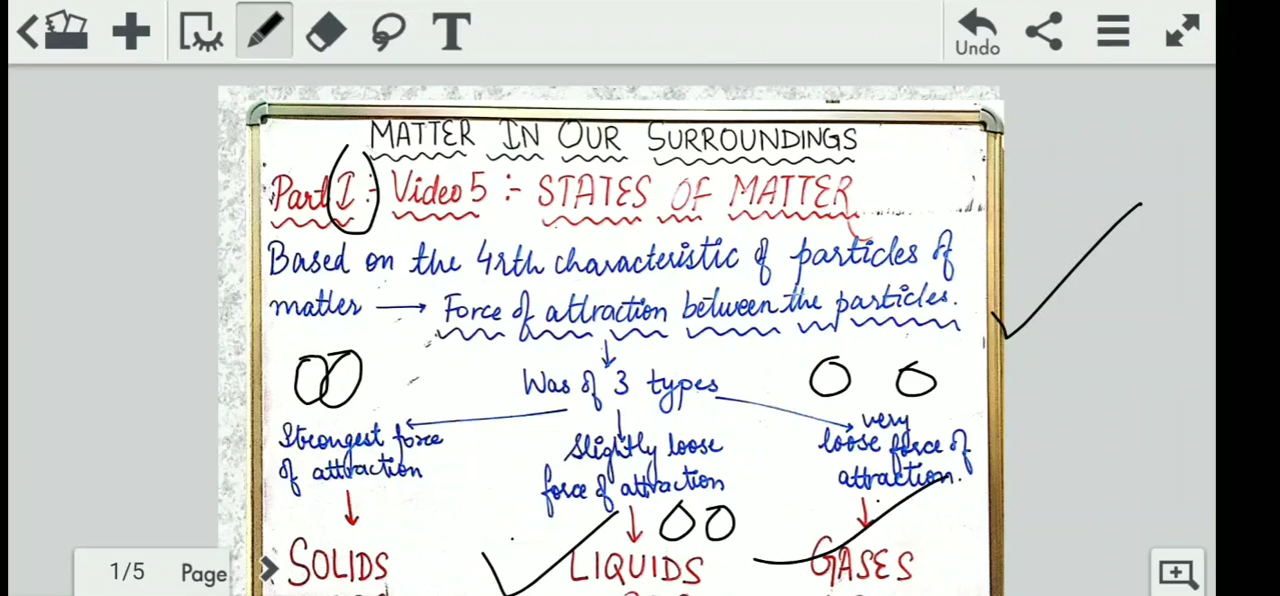 T
Undo
MATTER IN OUR SURROUNDINGS
Part I :- Video 5 :- STATES OF MATTER
Based on the 4rth characteristic of particles of
matter → Force of attraction between the particles.
Was of 3 types
Strongest force
of attraction
Slightly loose
force of attraction
very
loose force of
attraction.
SOLIDS
LIQUIDS
GASES
1/5 Page